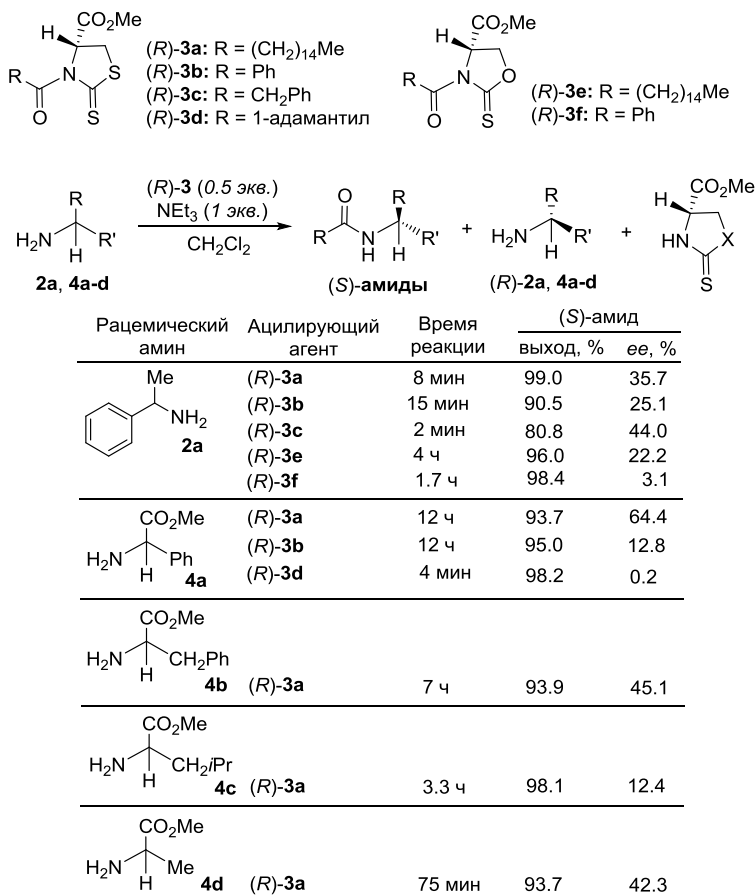 CO2Me
H
R
N
S
O
S
(R)-3a: R = (CH2)14Me
(R)-3b: R = Ph
(R)-3c: R = CH2Ph
(R)-3d: R = 1-адамантил
CO2Me
H
R
N
O
O
S
(R)-3e: R = (CH2)14Me
(R)-3f: R = Ph
R
H2N
R'
H
2a, 4a-d
(R)-3 (0.5 экв.)
NEt3 (1 экв.)
CH2Cl2
O
R
R
N
H
H
R'
(S)-амиды
+
R
H2N
R'
H
(R)-2a, 4a-d
+
CO2Me
H
HN
X
S
Рацемический амин
Ацилирующий агент
Время реакции
(S)-амид
выход, %
ee, %
Me
NH2
2a
(R)-3a 8 мин 99.0 35.7
(R)-3b 15 мин 90.5 25.1
(R)-3c 2 мин 80.8 44.0
(R)-3e 4 ч 96.0 22.2
(R)-3f 1.7 ч 98.4 3.1
CO2Me
H2N
Ph
H
4a
(R)-3a 12 ч 93.7 64.4
(R)-3b 12 ч 95.0 12.8
(R)-3d 4 мин 98.2 0.2
CO2Me
H2N
CH2Ph
H
4b (R)-3a 7 ч 93.9 45.1
CO2Me
H2N
CH2iPr
H
4c (R)-3a 3.3 ч 98.1 12.4
CO2Me
H2N
Me
H
4d (R)-3a 75 мин 93.7 42.3